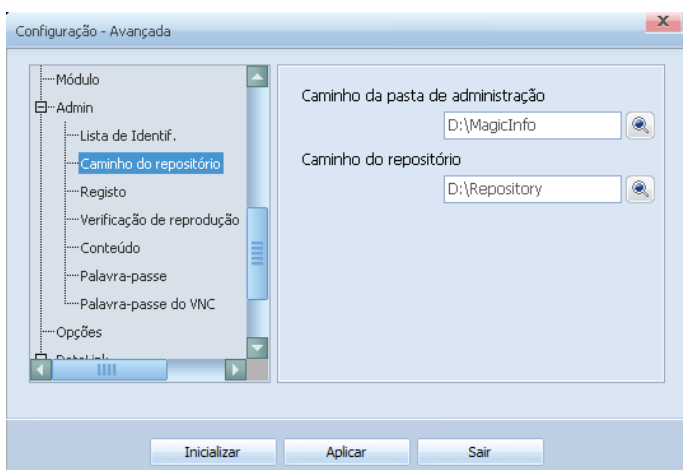 Configuração - Avançada
Módulo
Admin
Lista de Identif.
Caminho do repositório
Registo
Verificação de reprodução
Conteúdo
Palavra-passe
Palavra-passe do VNC
Opções
Caminho da pasta de administração
D:\MagicInfo
Caminho do repositório
D:\Repository
Inicializar
Aplicar
Sair